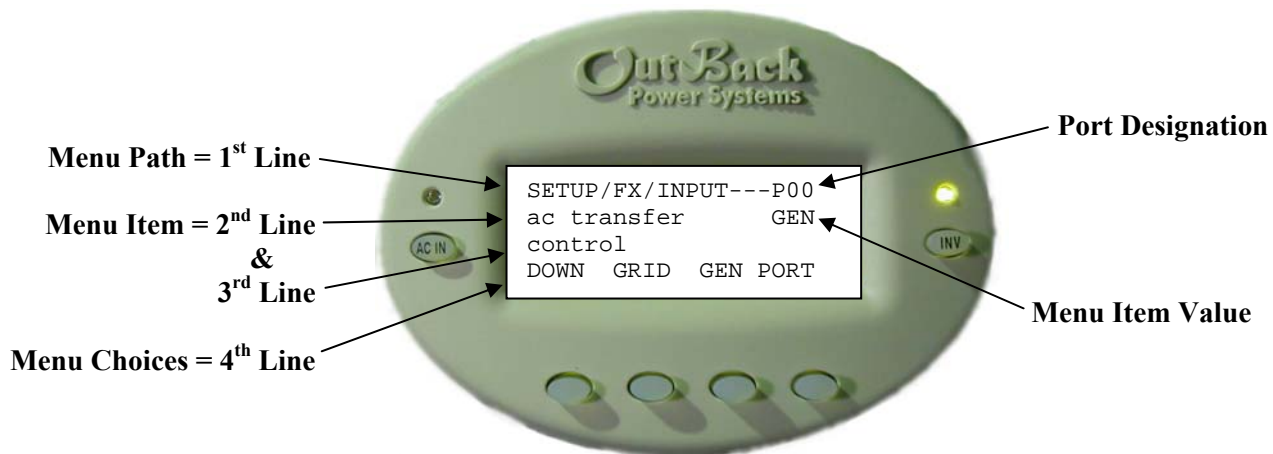 OutBack
Power Systems
Port Designation
Menu Path = 1st Line
SETUP/FX/INPUT---P00
Menu Item = 2nd Line
&
3rd Line
ac transfer GEN
control
DOWN GRID GEN PORT
AC IN
INV
Menu Item Value
Menu Choices = 4th Line